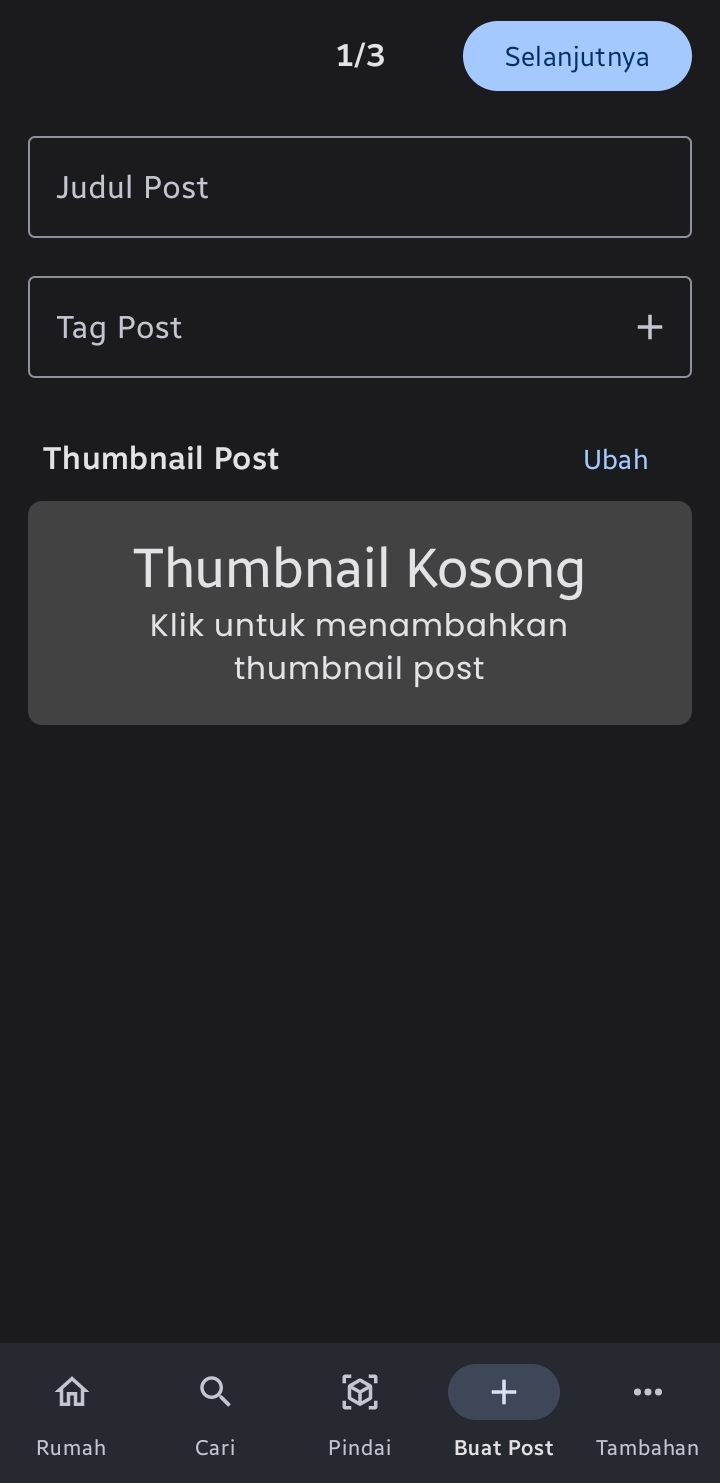 1/3
Selanjutnya
Judul Post
Tag Post
Thumbnail Post
Ubah
Thumbnail Kosong
Klik untuk menambahkan
thumbnail post
Rumah
Cari
Pindai
Buat Post
Tambahan